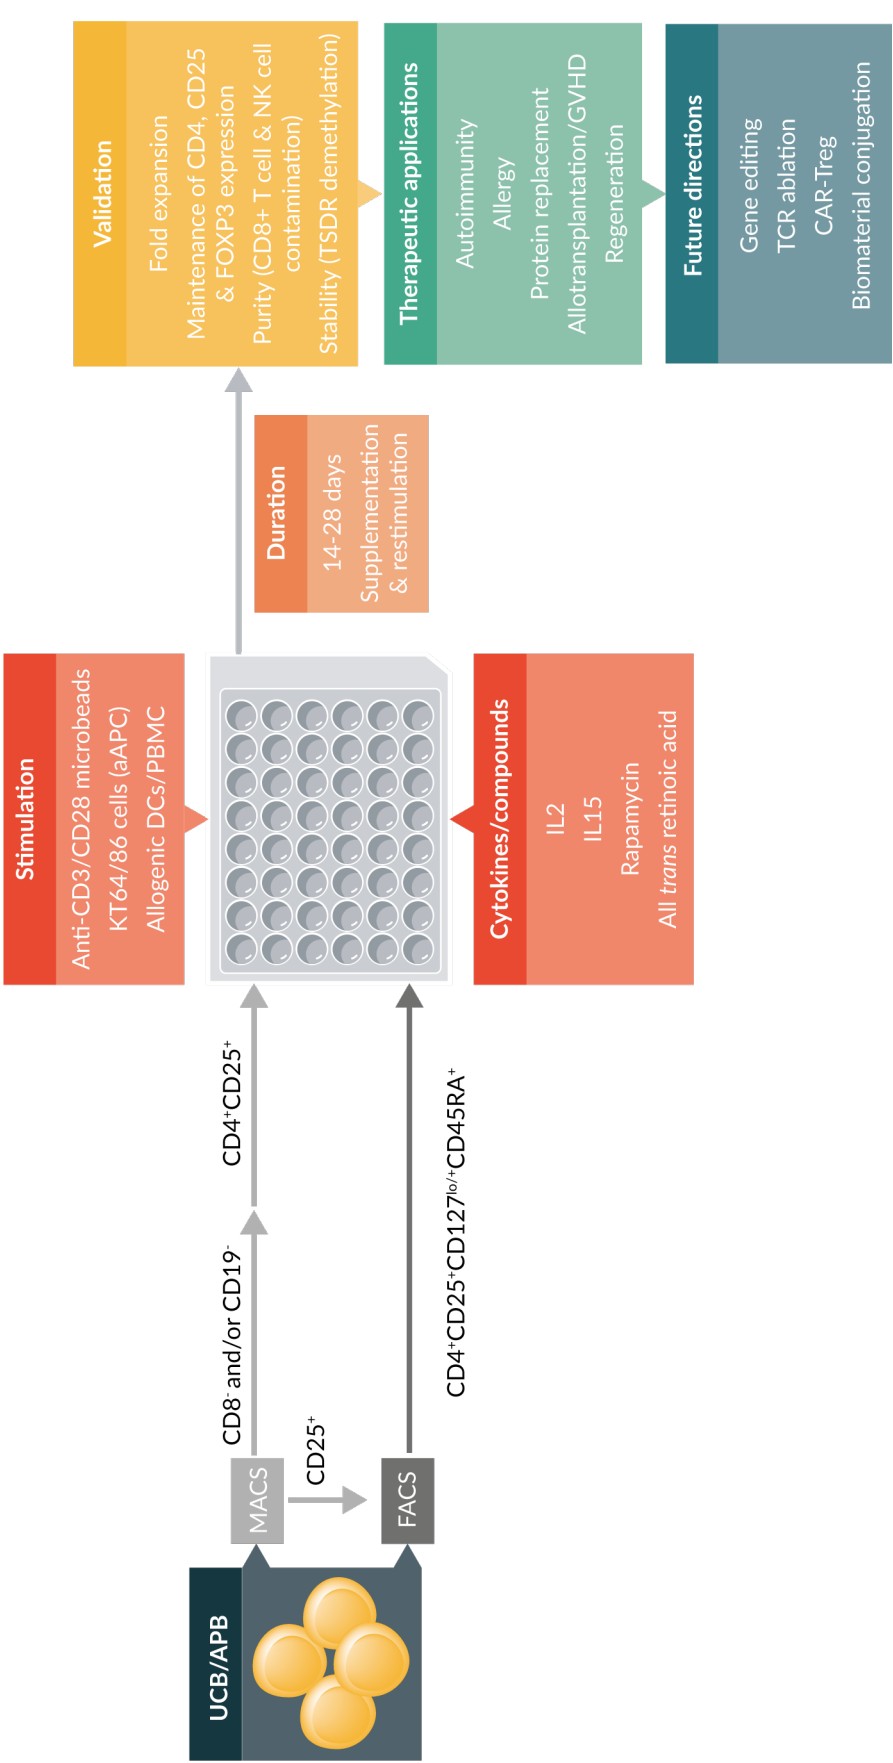 UCB/APB
MACS
FACS
CD25⁺
CD8⁻ and/or CD19⁻
CD4⁺CD25⁺
CD4⁺CD25⁺CD127ˡᵒ/⁺CD45RA⁺
Stimulation
Anti-CD3/CD28 microbeads
KT64/86 cells (aAPC)
Allogenic DCs/PBMC
Cytokines/compounds
IL2
IL15
Rapamycin
All trans retinoic acid
Duration
14-28 days
Supplementation
& restimulation
Validation
Fold expansion
Maintenance of CD4, CD25
& FOXP3 expression
Purity (CD8+ T cell & NK cell
contamination)
Stability (TSDR demethylation)
Therapeutic applications
Autoimmunity
Allergy
Protein replacement
Allotransplantation/GVHD
Regeneration
Future directions
Gene editing
TCR ablation
CAR-Treg
Biomaterial conjugation